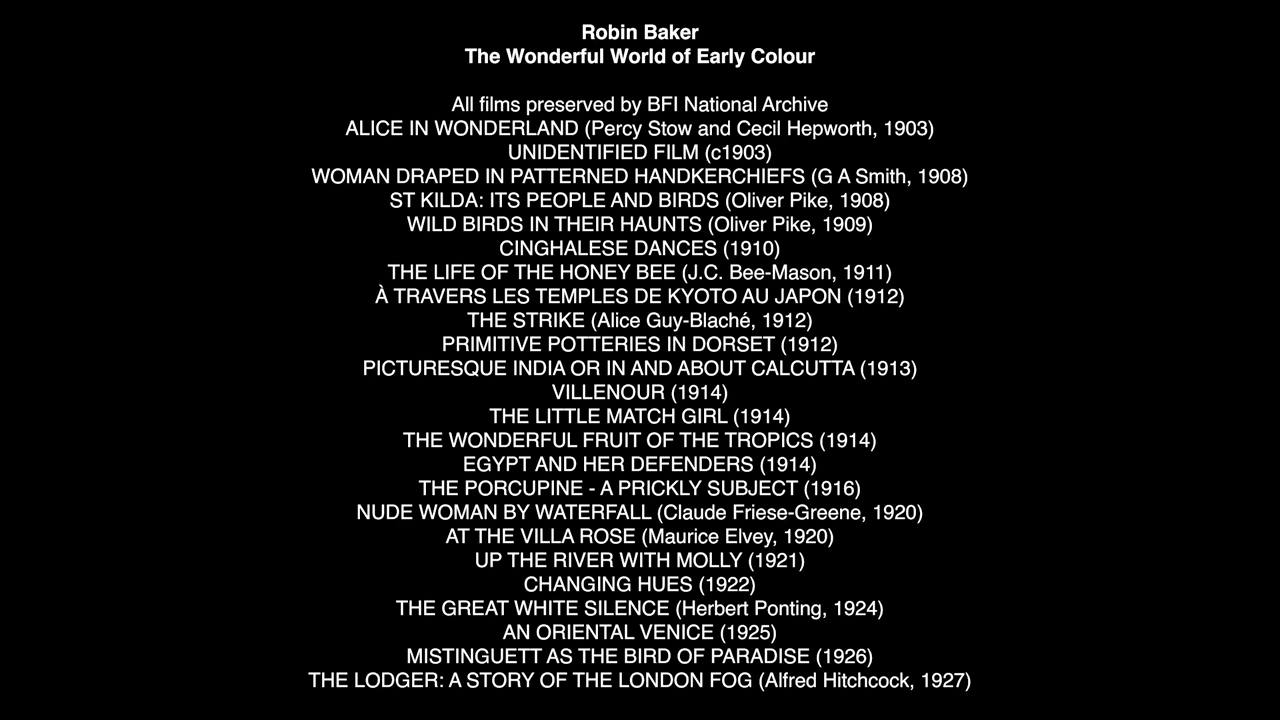 Robin Baker
The Wonderful World of Early Colour
All films preserved by BFI National Archive
ALICE IN WONDERLAND (Percy Stow and Cecil Hepworth, 1903)
UNIDENTIFIED FILM (c1903)
WOMAN DRAPED IN PATTERNED HANDKERCHIEFS (G A Smith, 1908)
ST KILDA: ITS PEOPLE AND BIRDS (Oliver Pike, 1908)
WILD BIRDS IN THEIR HAUNTS (Oliver Pike, 1909)
CINGHALESE DANCES (1910)
THE LIFE OF THE HONEY BEE (J.C. Bee-Mason, 1911)
À TRAVERS LES TEMPLES DE KYOTO AU JAPON (1912)
THE STRIKE (Alice Guy-Blaché, 1912)
PRIMITIVE POTTERIES IN DORSET (1912)
PICTURESQUE INDIA OR IN AND ABOUT CALCUTTA (1913)
VILLENOUR (1914)
THE LITTLE MATCH GIRL (1914)
THE WONDERFUL FRUIT OF THE TROPICS (1914)
EGYPT AND HER DEFENDERS (1914)
THE PORCUPINE - A PRICKLY SUBJECT (1916)
NUDE WOMAN BY WATERFALL (Claude Friese-Greene, 1920)
AT THE VILLA ROSE (Maurice Elvey, 1920)
UP THE RIVER WITH MOLLY (1921)
CHANGING HUES (1922)
THE GREAT WHITE SILENCE (Herbert Ponting, 1924)
AN ORIENTAL VENICE (1925)
MISTINGUETT AS THE BIRD OF PARADISE (1926)
THE LODGER: A STORY OF THE LONDON FOG (Alfred Hitchcock, 1927)